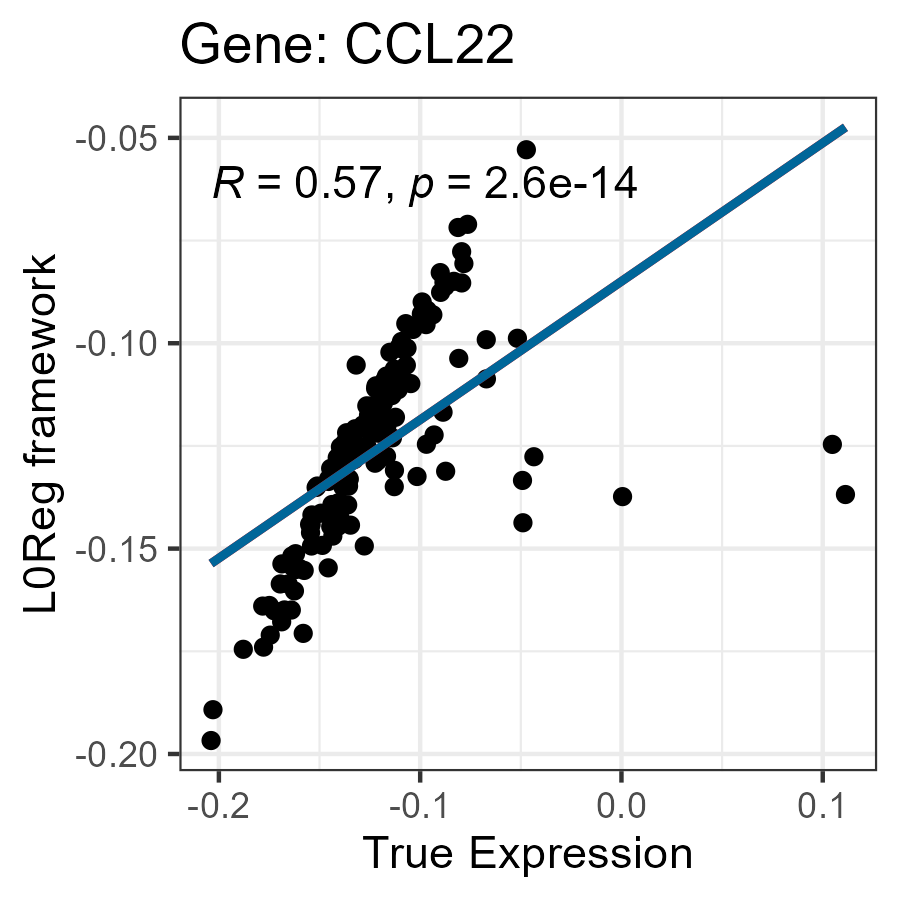 Gene: CCL22
R = 0.57, p = 2.6e-14
L0Reg framework
-0.05
-0.10
-0.15
-0.20
-0.2
-0.1
0.0
0.1
True Expression